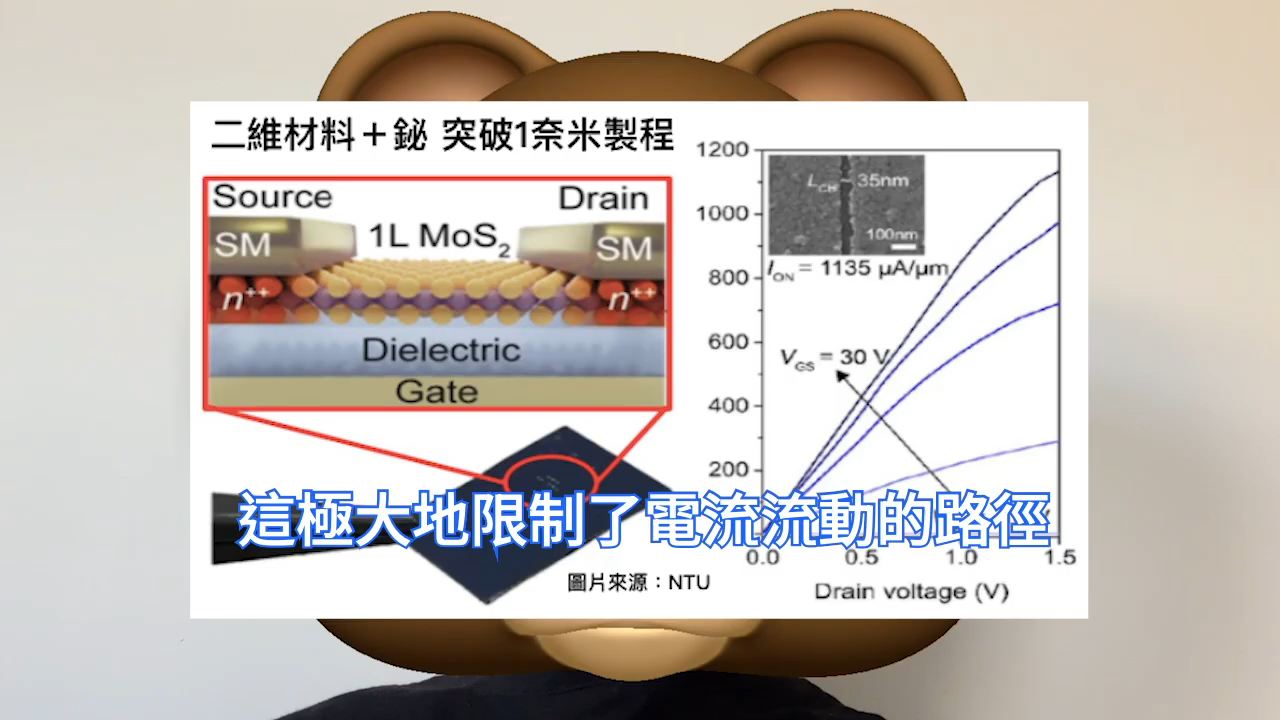 二維材料＋鉍 突破1奈米製程
Source
Drain
SM
1L MoS₂
SM
n⁺⁺
n⁺⁺
Dielectric
Gate
圖片來源：NTU
1200
1000
800
600
400
200
L_CH ~ 35nm
100nm
I_ON = 1135 μA/μm
V_GS = 30 V
0.0 0.5 1.0 1.5
Drain voltage (V)
這極大地限制了電流流動的路徑